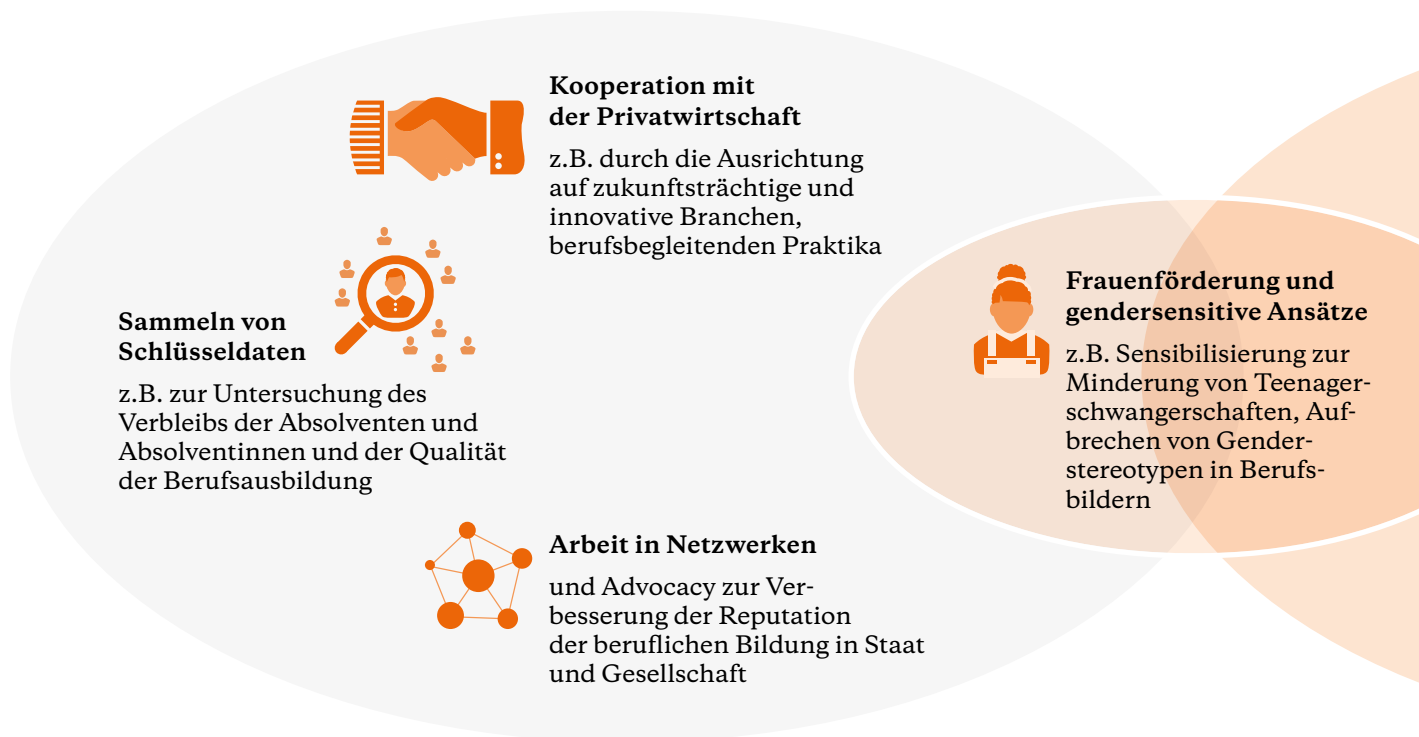 Kooperation mit
der Privatwirtschaft
z.B. durch die Ausrichtung
auf zukunftsträchtige und
innovative Branchen,
berufsbegleitenden Praktika
Sammeln von
Schlüsseldaten
z.B. zur Untersuchung des
Verbleibs der Absolventen und
Absolventinnen und der Qualität
der Berufsausbildung
Arbeit in Netzwerken
und Advocacy zur Ver-
besserung der Reputation
der beruflichen Bildung in Staat
und Gesellschaft
Frauenförderung und
gendersensitive Ansätze
z.B. Sensibilisierung zur
Minderung von Teenager-
schwangerschaften, Auf-
brechen von Gender-
stereotypen in Berufs-
bildern